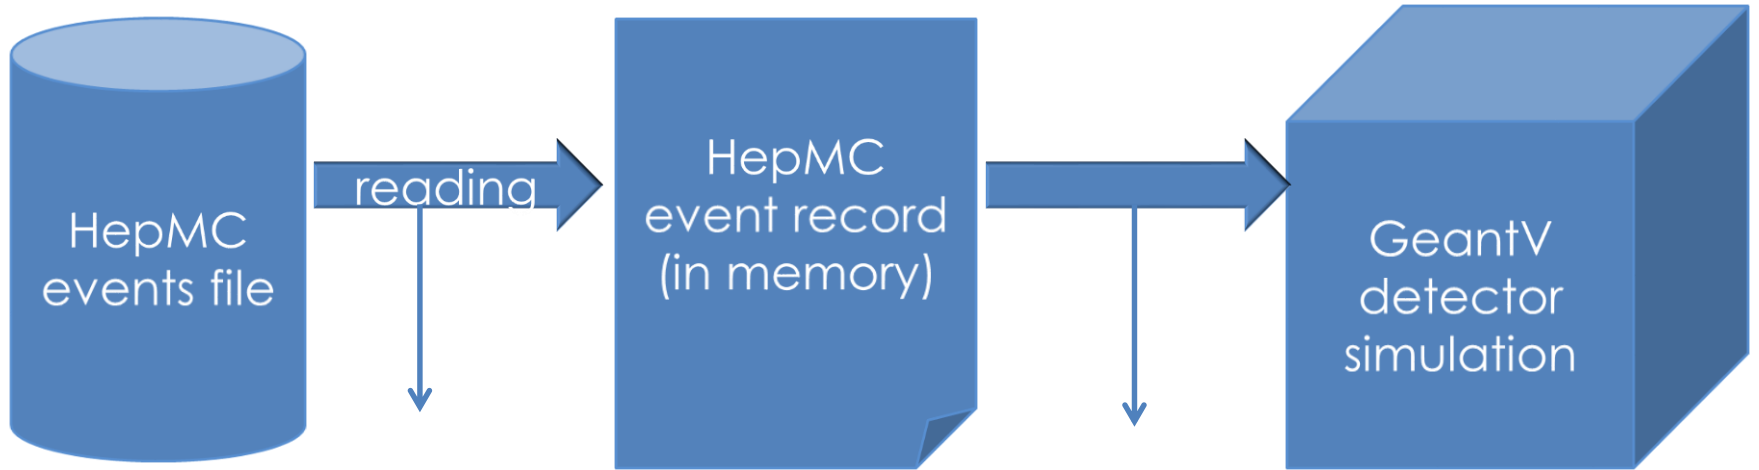 HepMC
events file
reading
HepMC
event record
(in memory)
GeantV
detector
simulation